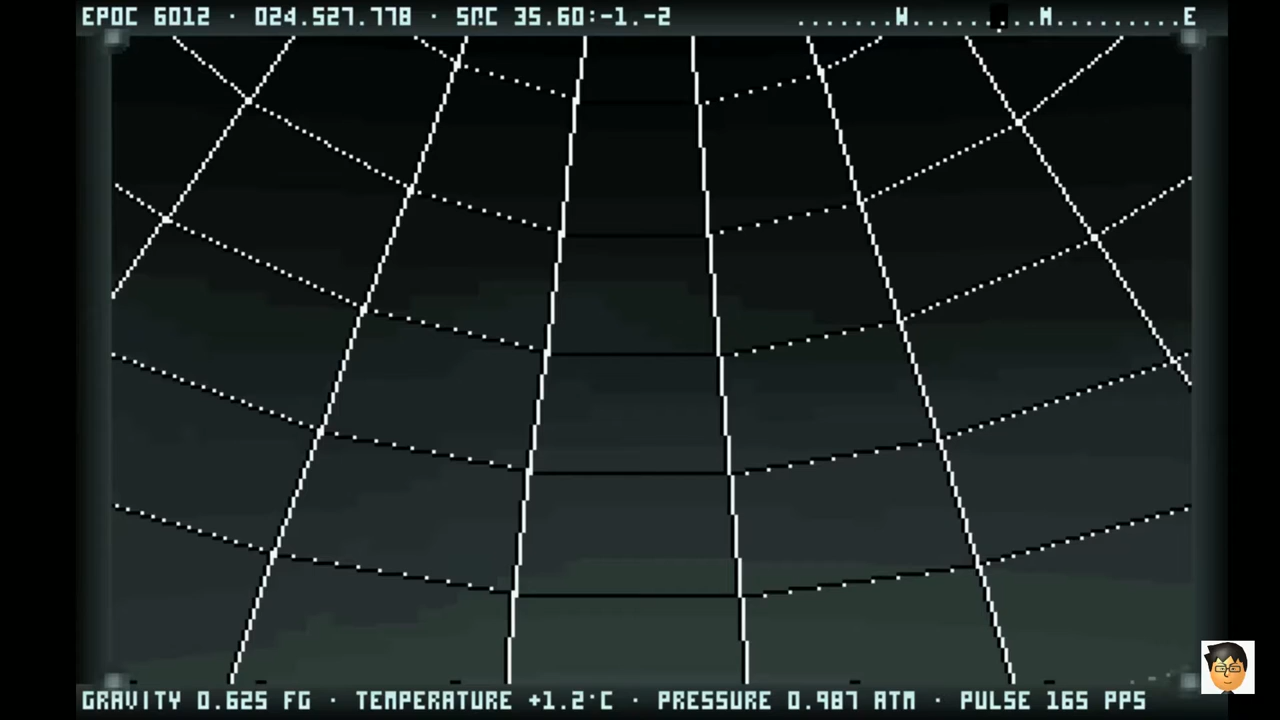 EPOC 6012 · 024.527.778 · SQC 35.60:-1.-2 .......W.......▮..M.........E
GRAVITY 0.625 FG · TEMPERATURE +1.2°C · PRESSURE 0.987 ATM · PULSE 165 PPS